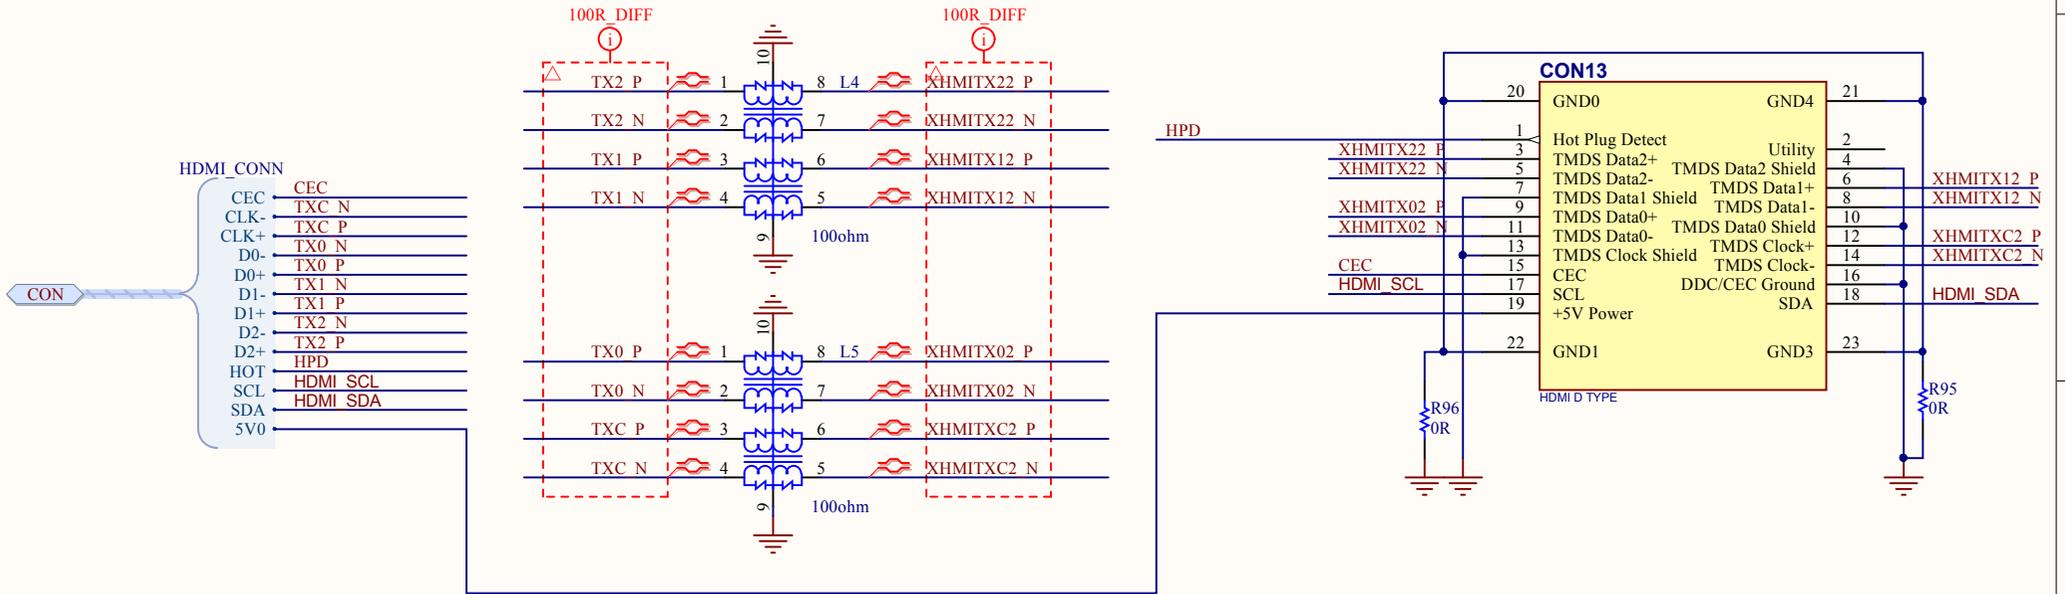 100R_DIFF
i
100R_DIFF
i
HDMI_CONN
CON
CEC CEC
CLK- TXC_N
CLK+ TXC_P
D0- TX0_N
D0+ TX0_P
D1- TX1_N
D1+ TX1_P
D2- TX2_N
D2+ TX2_P
HOT HPD
SCL HDMI_SCL
SDA HDMI_SDA
5V0
10
TX2_P 1 8 L4 XHMITX22_P
TX2_N 2 7 XHMITX22_N
TX1_P 3 6 XHMITX12_P
TX1_N 4 5 XHMITX12_N
9
100ohm
10
TX0_P 1 8 L5 XHMITX02_P
TX0_N 2 7 XHMITX02_N
TXC_P 3 6 XHMITXC2_P
TXC_N 4 5 XHMITXC2_N
9
100ohm
CON13
20 GND0
HPD 1 Hot Plug Detect
XHMITX22_P 3 TMDS Data2+
XHMITX22_N 5 TMDS Data2-
7 TMDS Data1 Shield
XHMITX02_P 9 TMDS Data0+
XHMITX02_N 11 TMDS Data0-
13 TMDS Clock Shield
CEC 15 CEC
HDMI_SCL 17 SCL
19 +5V Power
22 GND1
GND4 21
Utility 2
TMDS Data2 Shield 4
TMDS Data1+ 6 XHMITX12_P
TMDS Data1- 8 XHMITX12_N
TMDS Data0 Shield 10
TMDS Clock+ 12 XHMITXC2_P
TMDS Clock- 14 XHMITXC2_N
DDC/CEC Ground 16
SDA 18 HDMI_SDA
GND3 23
HDMI D TYPE
R96
0R
R95
0R